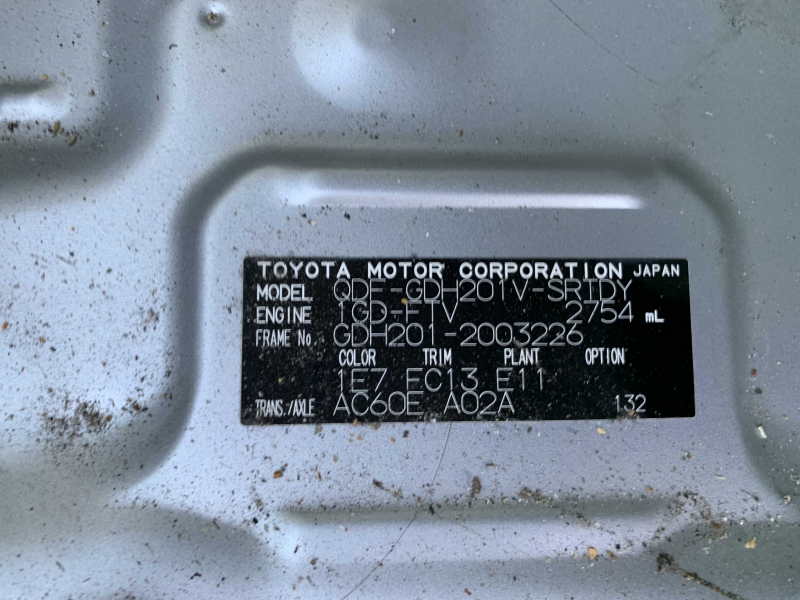 TOYOTA MOTOR CORPORATION JAPAN
MODEL QDF-GDH201V-SRTDY
ENGINE 1GD-FTV 2754 mL
FRAME No. GDH201-2003226
COLOR TRIM PLANT OPTION
1E7 FC13 E11
TRANS./AXLE AC60E A02A 132